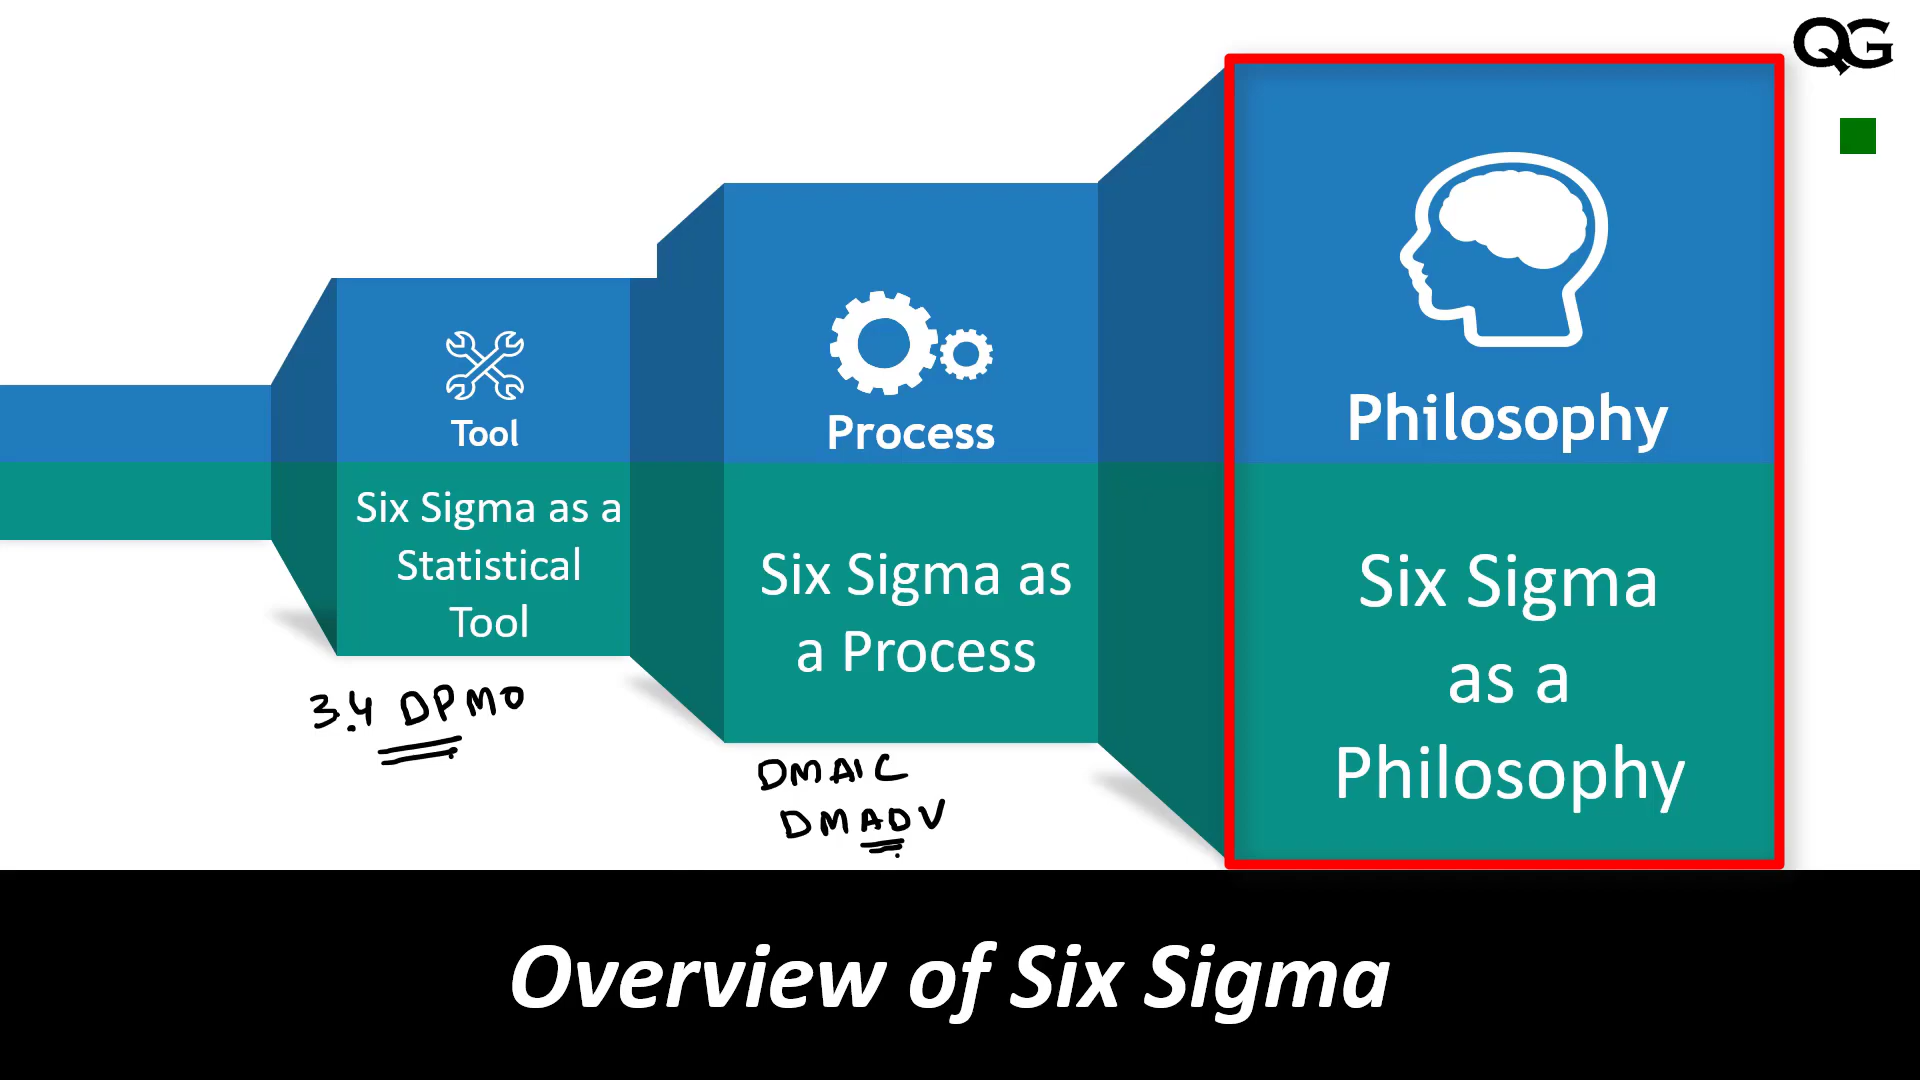 QG
Tool
Six Sigma as a
Statistical
Tool
3.4 DPMO
Process
Six Sigma as
a Process
DMAIC
DMADV
Philosophy
Six Sigma
as a
Philosophy
Overview of Six Sigma